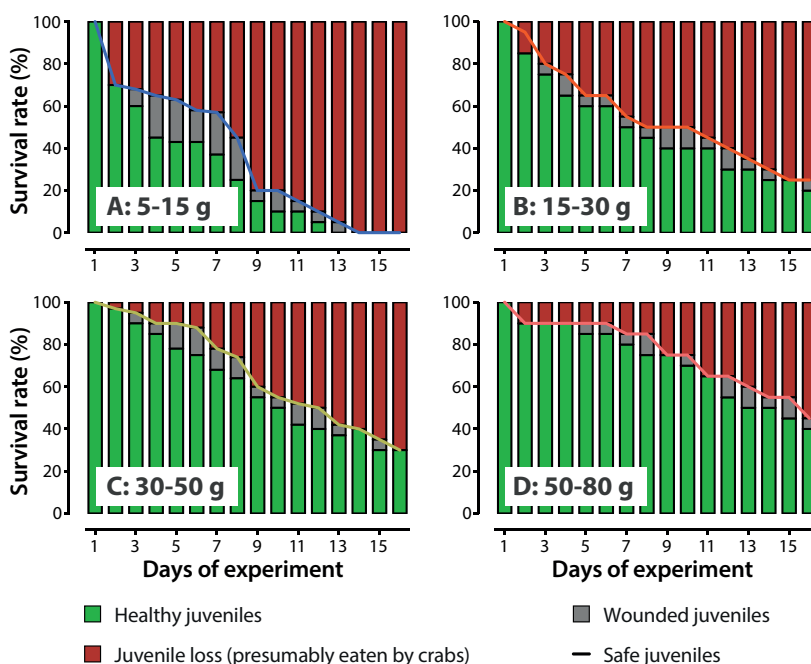 100
80
60
40
20
0
Survival rate (%)
A: 5-15 g
1 3 5 7 9 11 13 15
100
80
60
40
20
0
B: 15-30 g
1 3 5 7 9 11 13 15
100
80
60
40
20
0
Survival rate (%)
C: 30-50 g
1 3 5 7 9 11 13 15
Days of experiment
100
80
60
40
20
0
D: 50-80 g
1 3 5 7 9 11 13 15
Days of experiment
Healthy juveniles
Wounded juveniles
Juvenile loss (presumably eaten by crabs)
Safe juveniles